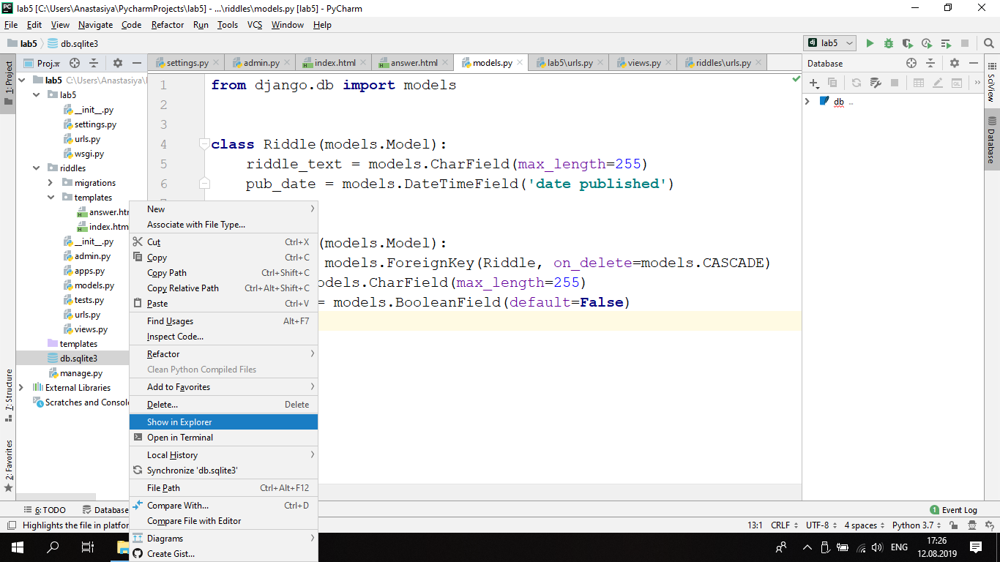 lab5 [C:\Users\Anastasiya\PycharmProjects\lab5] - ...\riddles\models.py [lab5] - PyCharm
File Edit View Navigate Code Refactor Run Tools VCS Window Help
lab5 db.sqlite3 lab5
1: Project
Proj..
settings.py admin.py index.html answer.html models.py lab5\urls.py views.py riddles\urls.py
Database
lab5 C:\Users\Anastasiya\
lab5
__init__.py
settings.py
urls.py
wsgi.py
riddles
migrations
templates
answer.ht
index.htm
__init__.py
admin.py
apps.py
models.py
tests.py
urls.py
views.py
templates
db.sqlite3
manage.py
External Libraries
Scratches and Consol
7: Structure
2: Favorites
1 from django.db import models
2
3
4 class Riddle(models.Model):
5 riddle_text = models.CharField(max_length=255)
6 pub_date = models.DateTimeField('date published')
(models.Model):
models.ForeignKey(Riddle, on_delete=models.CASCADE)
odels.CharField(max_length=255)
= models.BooleanField(default=False)
New
Associate with File Type...
Cut Ctrl+X
Copy Ctrl+C
Copy Path Ctrl+Shift+C
Copy Relative Path Ctrl+Alt+Shift+C
Paste Ctrl+V
Find Usages Alt+F7
Inspect Code...
Refactor
Clean Python Compiled Files
Add to Favorites
Delete... Delete
Show in Explorer
Open in Terminal
Local History
Synchronize 'db.sqlite3'
File Path Ctrl+Alt+F12
Compare With... Ctrl+D
Compare File with Editor
Diagrams
Create Gist...
QL
db ...
SciView
Database
6: TODO Database
1 Event Log
Highlights the file in platfor
13:1 CRLF UTF-8 4 spaces Python 3.7
ENG
17:26
12.08.2019